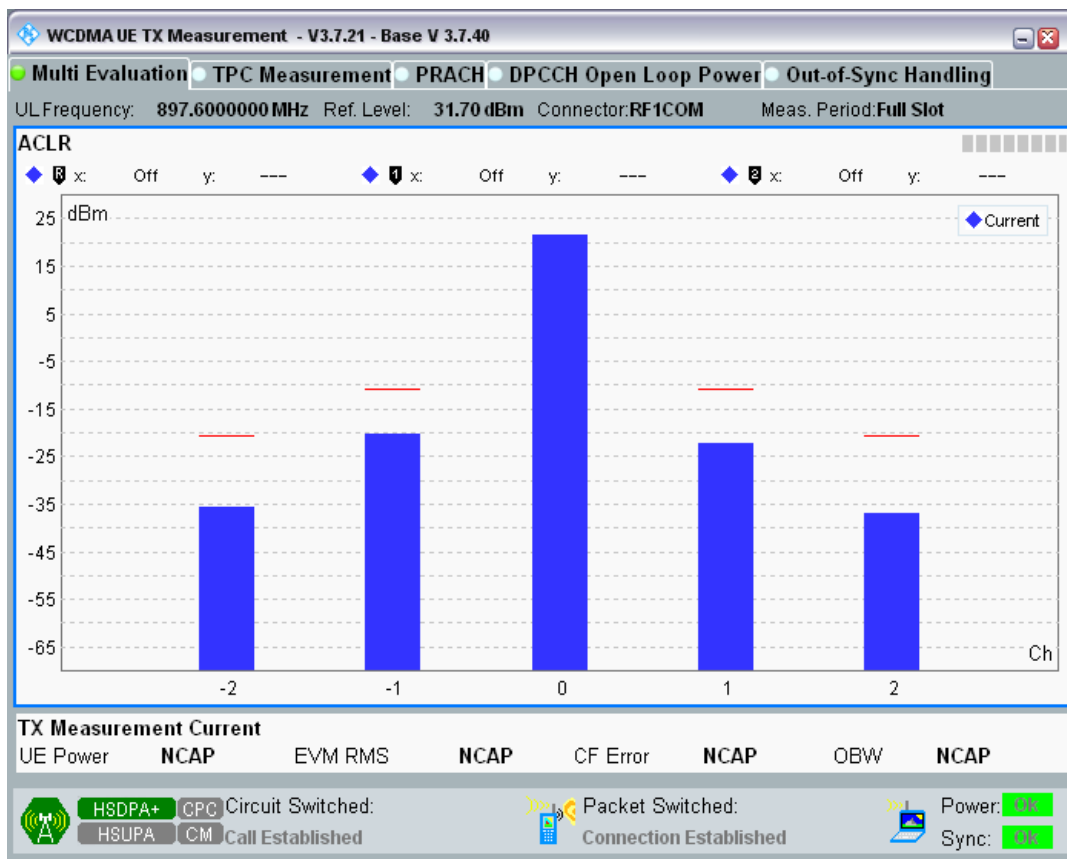 WCDMA UE TX Measurement - V3.7.21 - Base V 3.7.40
Multi Evaluation TPC Measurement PRACH DPCCH Open Loop Power Out-of-Sync Handling
UL Frequency: 897.6000000 MHz Ref. Level: 31.70 dBm Connector:RF1COM Meas. Period:Full Slot
ACLR
R x: Off y: --- 1 x: Off y: --- 2 x: Off y: ---
dBm
Current
25
15
5
-5
-15
-25
-35
-45
-55
-65
Ch
-2 -1 0 1 2
TX Measurement Current
UE Power NCAP EVM RMS NCAP CF Error NCAP OBW NCAP
HSDPA+ CPC Circuit Switched: Packet Switched: Power: OK
HSUPA CM Call Established Connection Established Sync: OK